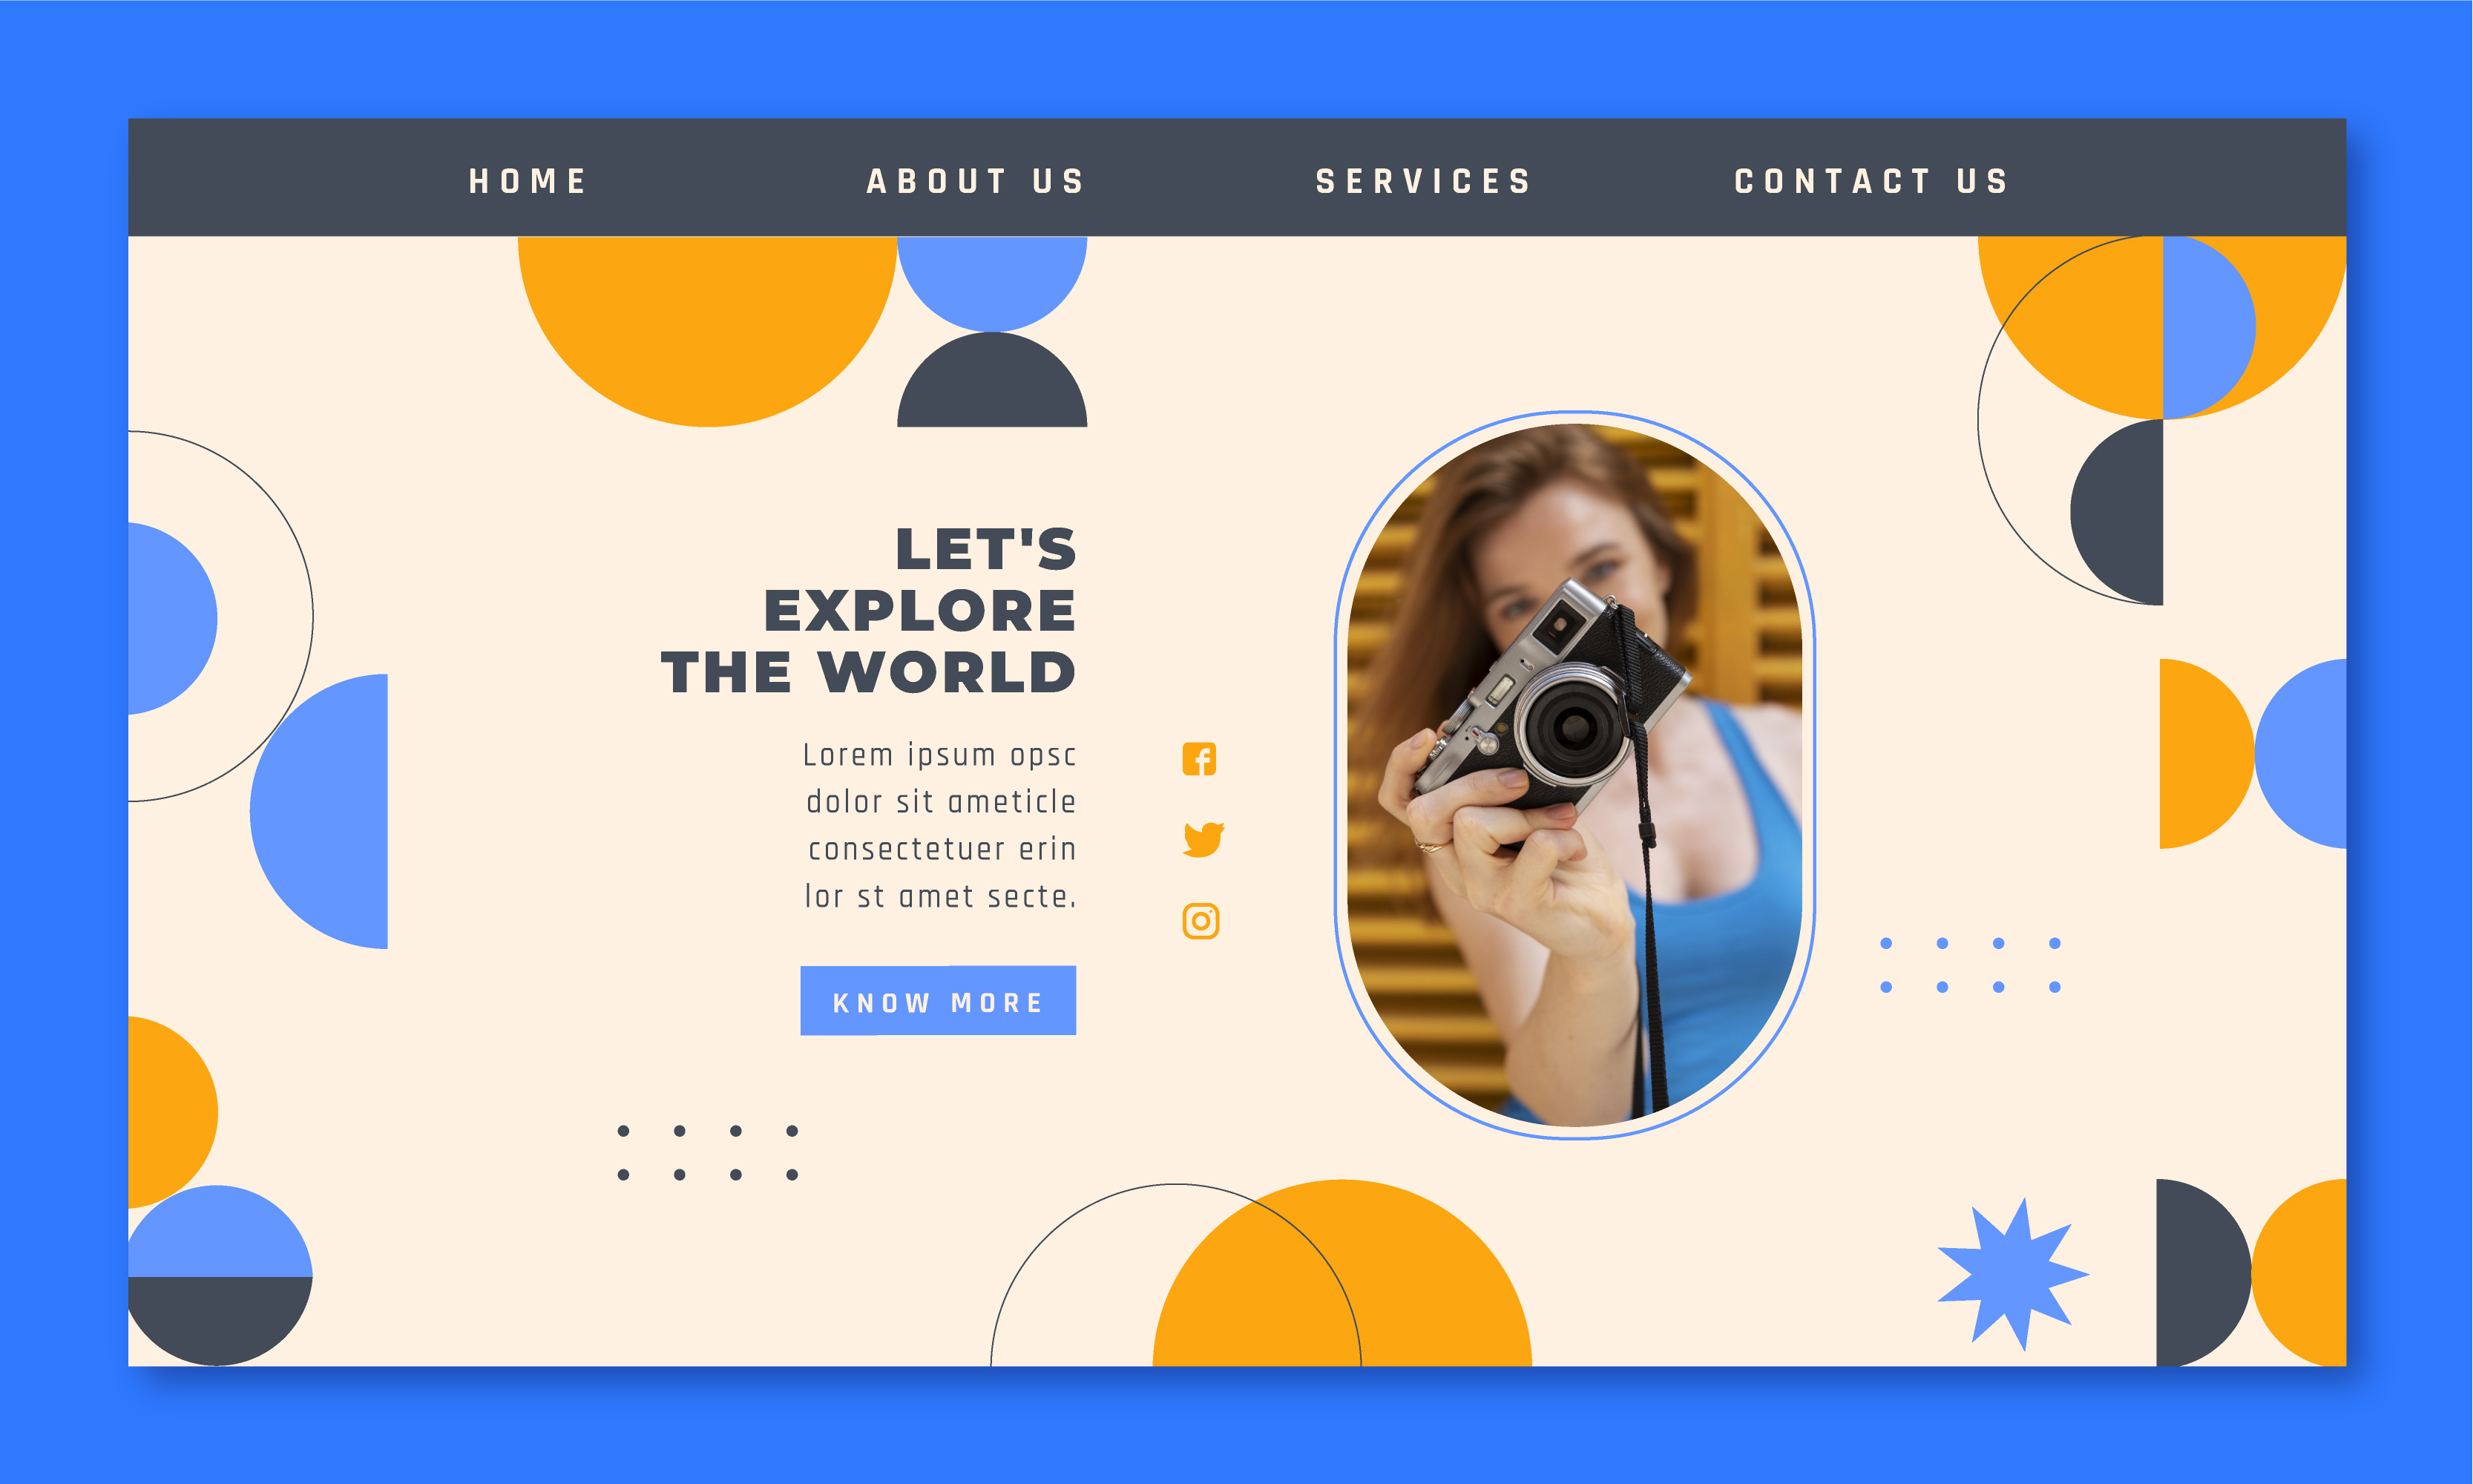 HOME
ABOUT US
SERVICES
CONTACT US
LET'S
EXPLORE
THE WORLD
Lorem ipsum opsc
dolor sit ameticle
consectetuer erin
lor st amet secte.
KNOW MORE